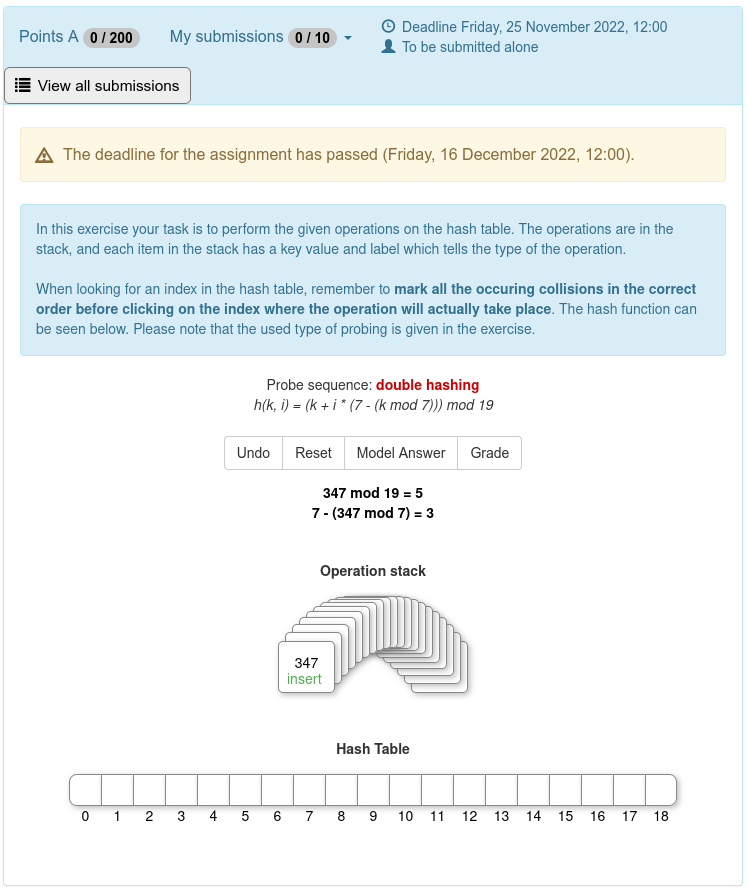 Points A 0 / 200 My submissions 0 / 10
Deadline Friday, 25 November 2022, 12:00
To be submitted alone
View all submissions
The deadline for the assignment has passed (Friday, 16 December 2022, 12:00).
In this exercise your task is to perform the given operations on the hash table. The operations are in the
stack, and each item in the stack has a key value and label which tells the type of the operation.
When looking for an index in the hash table, remember to mark all the occuring collisions in the correct
order before clicking on the index where the operation will actually take place. The hash function can
be seen below. Please note that the used type of probing is given in the exercise.
Probe sequence: double hashing
h(k, i) = (k + i * (7 - (k mod 7))) mod 19
Undo Reset Model Answer Grade
347 mod 19 = 5
7 - (347 mod 7) = 3
Operation stack
347
insert
Hash Table
0 1 2 3 4 5 6 7 8 9 10 11 12 13 14 15 16 17 18